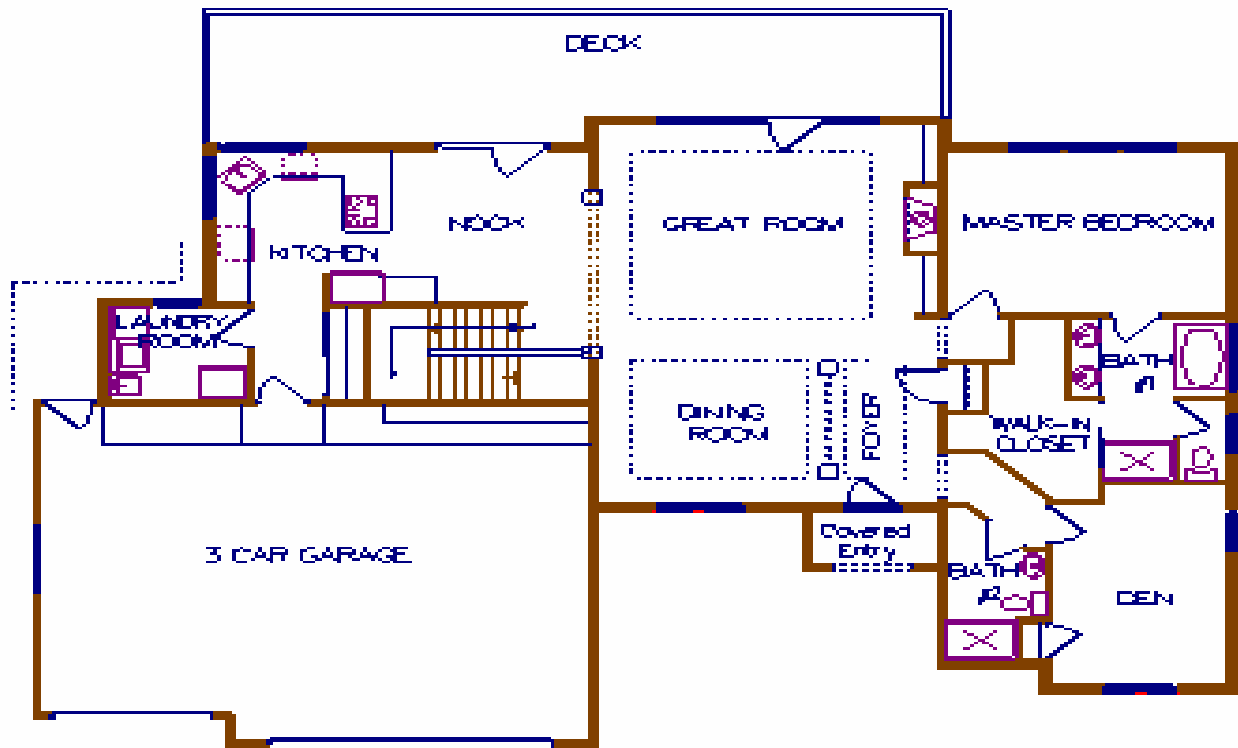 DECK
NOOK
GREAT ROOM
MASTER BEDROOM
KITCHEN
LAUNDRY
ROOM
BATH
#1
DINING
ROOM
FOYER
WALK-IN
CLOSET
3 CAR GARAGE
Covered
Entry
BATH
#2
DEN